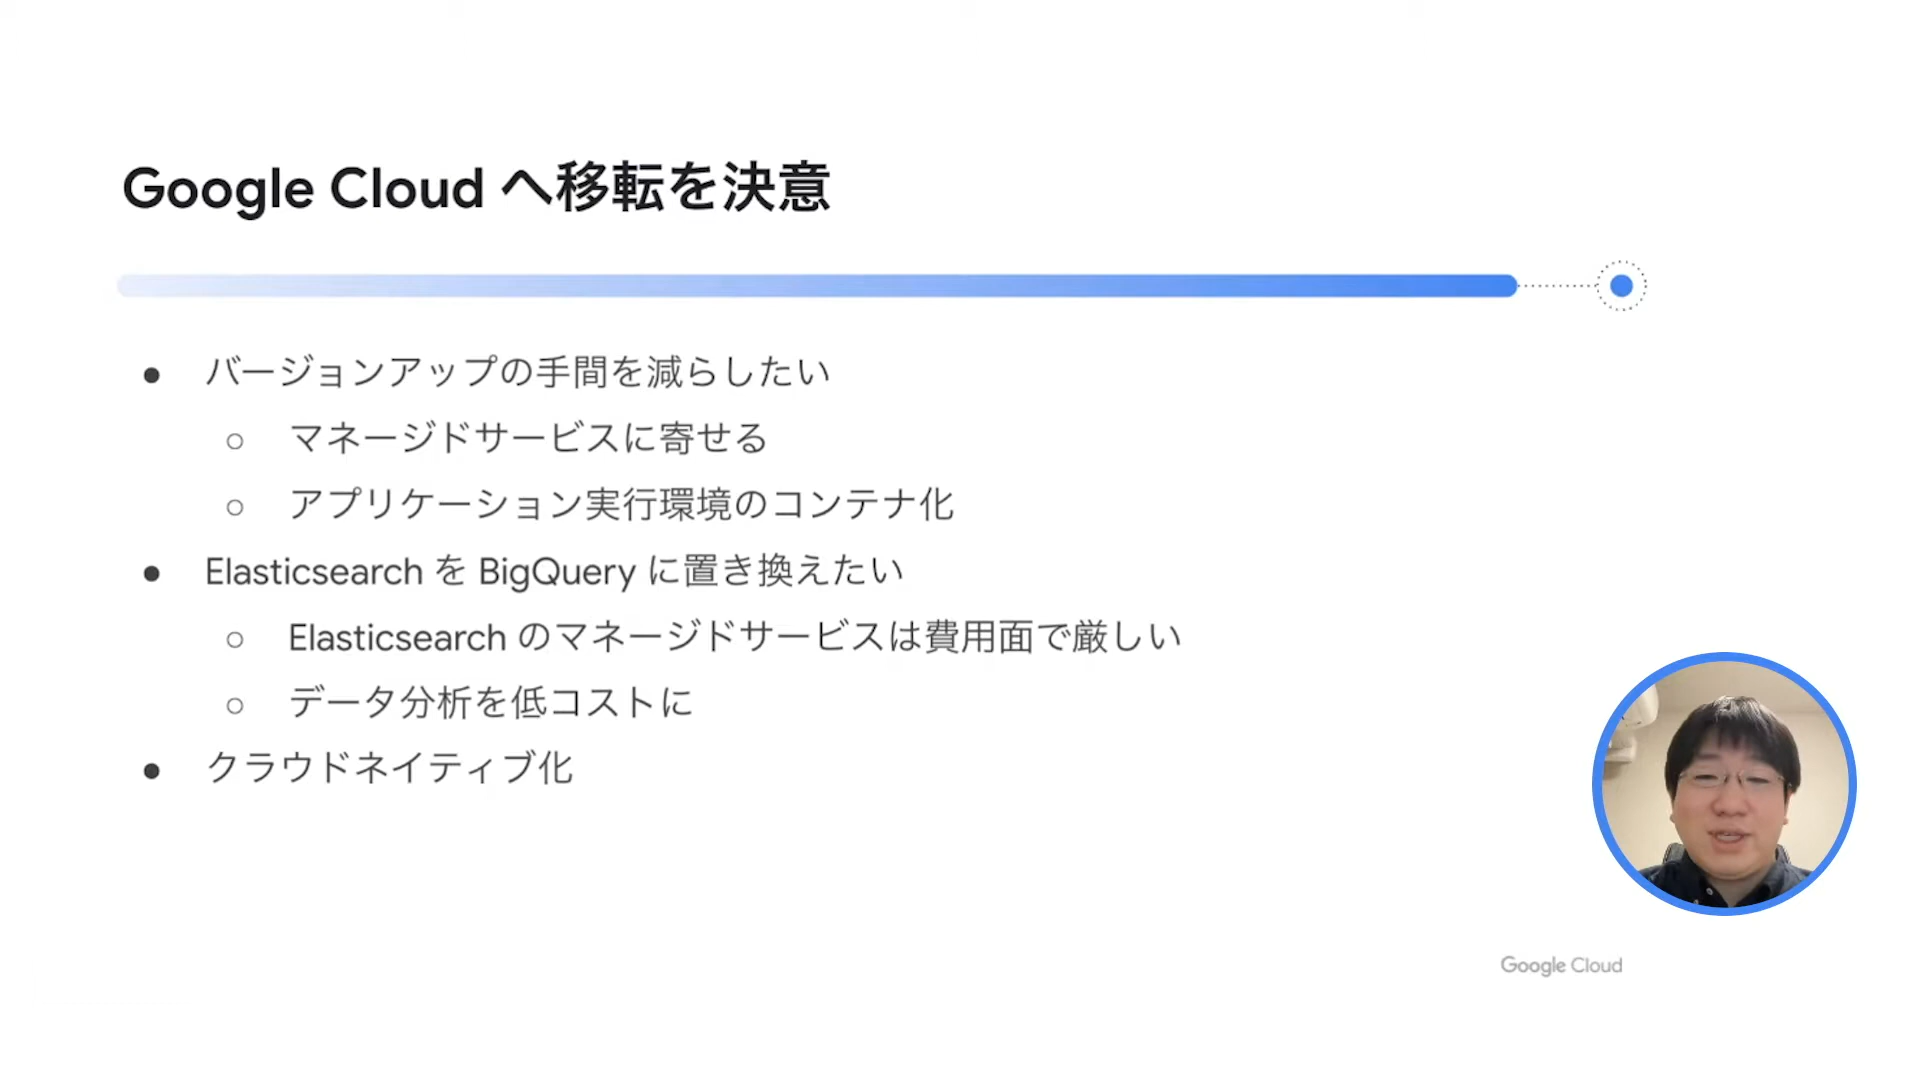 Google Cloud へ移転を決意
● バージョンアップの手間を減らしたい
○ マネージドサービスに寄せる
○ アプリケーション実行環境のコンテナ化
● Elasticsearch を BigQuery に置き換えたい
○ Elasticsearch のマネージドサービスは費用面で厳しい
○ データ分析を低コストに
● クラウドネイティブ化
Google Cloud